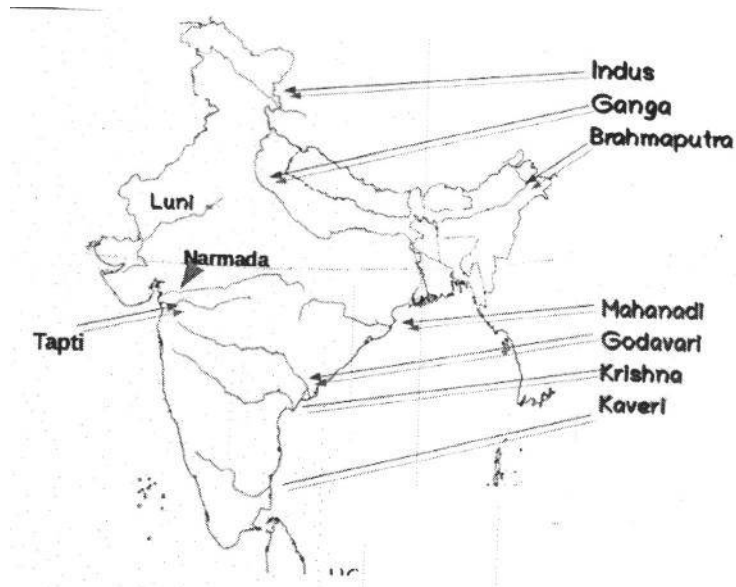 Indus
Ganga
Brahmaputra
Luni
Narmada
Mahanadi
Tapti
Godavari
Krishna
Kaveri